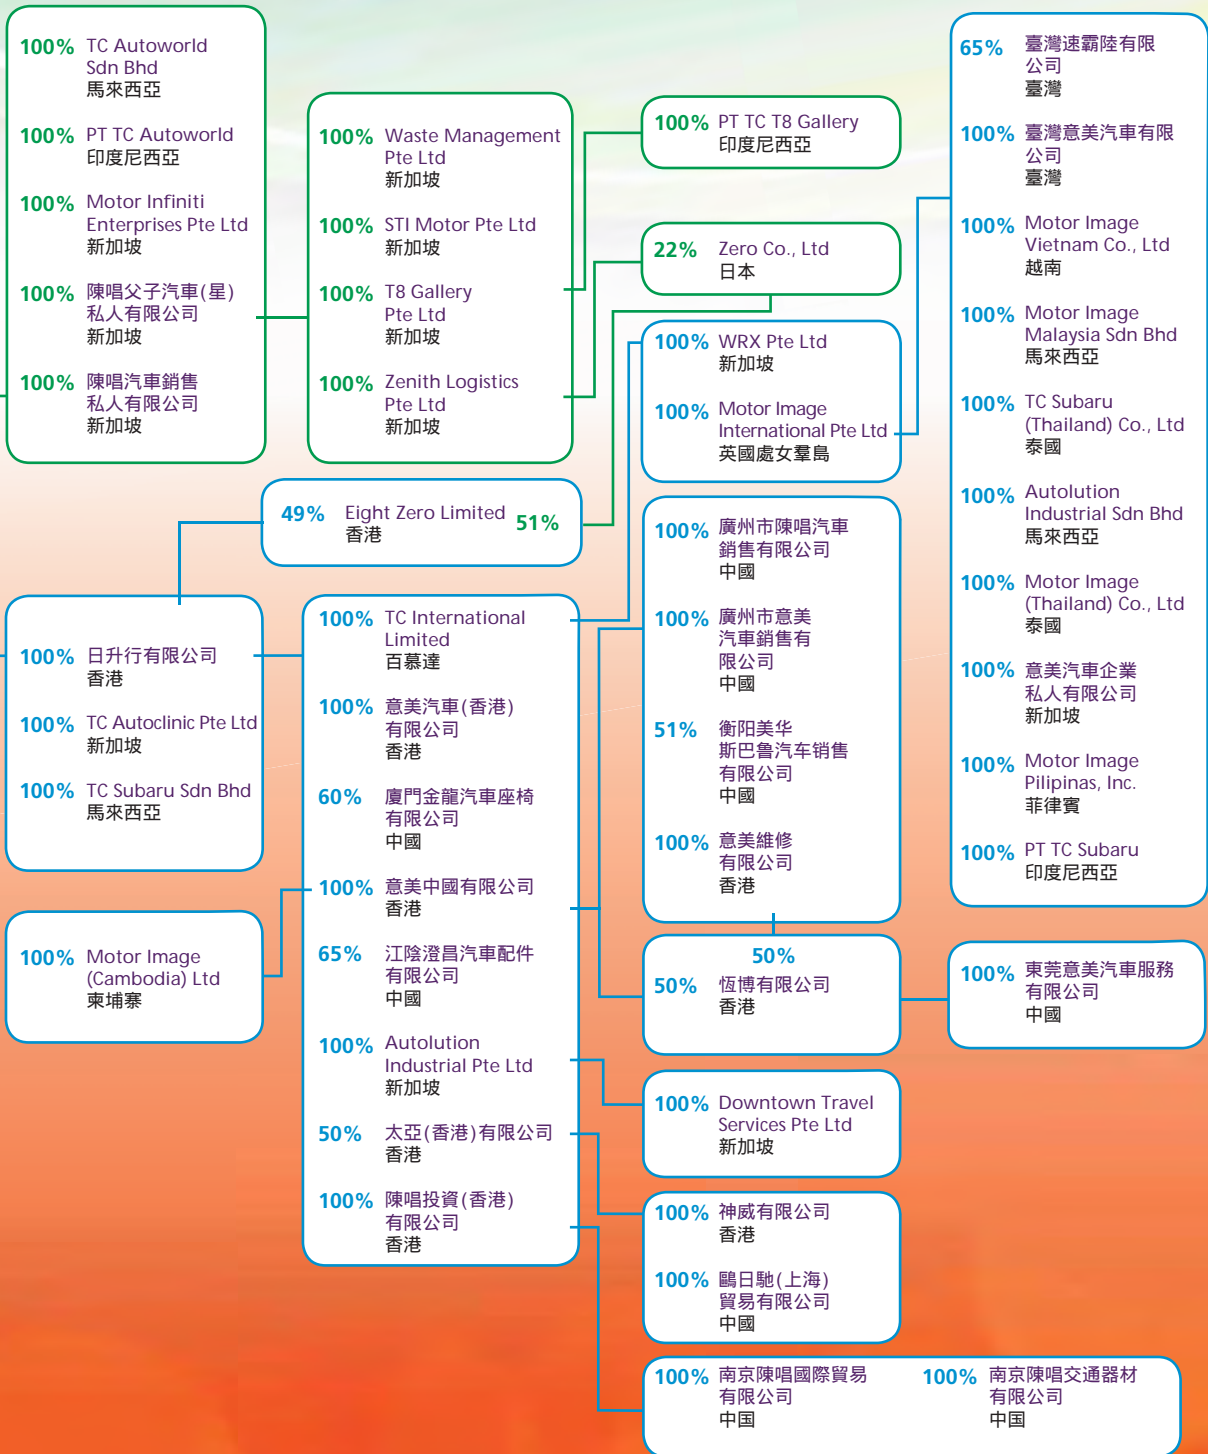 100% TC Autoworld
Sdn Bhd
馬來西亞
100% PT TC Autoworld
印度尼西亞
100% Motor Infiniti
Enterprises Pte Ltd
新加坡
100% 陳唱父子汽車(星)
私人有限公司
新加坡
100% 陳唱汽車銷售
私人有限公司
新加坡
100% Waste Management
Pte Ltd
新加坡
100% STI Motor Pte Ltd
新加坡
100% T8 Gallery
Pte Ltd
新加坡
100% Zenith Logistics
Pte Ltd
新加坡
100% PT TC T8 Gallery
印度尼西亞
22% Zero Co., Ltd
日本
100% WRX Pte Ltd
新加坡
100% Motor Image
International Pte Ltd
英國處女羣島
65% 臺灣速霸陸有限
公司
臺灣
100% 臺灣意美汽車有限
公司
臺灣
100% Motor Image
Vietnam Co., Ltd
越南
100% Motor Image
Malaysia Sdn Bhd
馬來西亞
100% TC Subaru
(Thailand) Co., Ltd
泰國
100% Autolution
Industrial Sdn Bhd
馬來西亞
100% Motor Image
(Thailand) Co., Ltd
泰國
100% 意美汽車企業
私人有限公司
新加坡
100% Motor Image
Pilipinas, Inc.
菲律賓
100% PT TC Subaru
印度尼西亞
49% Eight Zero Limited 51%
香港
100% 日升行有限公司
香港
100% TC Autoclinic Pte Ltd
新加坡
100% TC Subaru Sdn Bhd
馬來西亞
100% Motor Image
(Cambodia) Ltd
柬埔寨
100% TC International
Limited
百慕達
100% 意美汽車(香港)
有限公司
香港
60% 廈門金龍汽車座椅
有限公司
中國
100% 意美中國有限公司
香港
65% 江陰澄昌汽車配件
有限公司
中國
100% Autolution
Industrial Pte Ltd
新加坡
50% 太亞(香港)有限公司
香港
100% 陳唱投資(香港)
有限公司
香港
100% 廣州市陳唱汽車
銷售有限公司
中國
100% 廣州市意美
汽車銷售有
限公司
中國
51% 衡阳美华
斯巴鲁汽车销售
有限公司
中國
100% 意美維修
有限公司
香港
50%
50% 恆博有限公司
香港
100% 東莞意美汽車服務
有限公司
中國
100% Downtown Travel
Services Pte Ltd
新加坡
100% 神威有限公司
香港
100% 鷗日馳(上海)
貿易有限公司
中國
100% 南京陳唱國際貿易
有限公司
中国
100% 南京陳唱交通器材
有限公司
中国